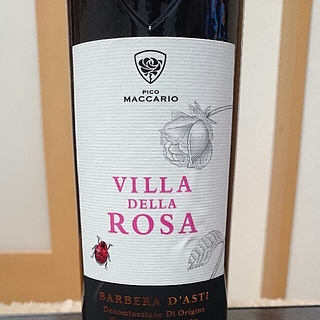 PICO
MACCARIO
VILLA
DELLA
ROSA
BARBERA D'ASTI
Denominazione Di Origine